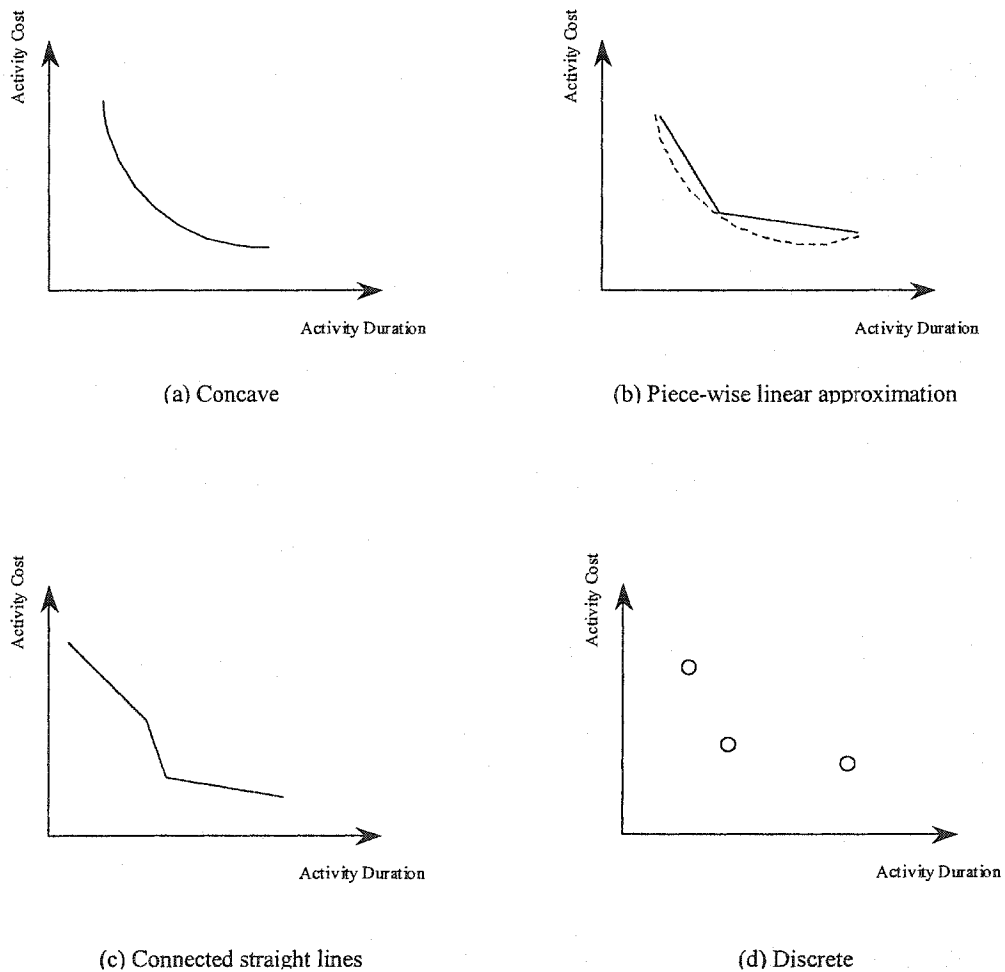 Activity Cost
Activity Duration
(a) Concave
Activity Cost
Activity Duration
(b) Piece-wise linear approximation
Activity Cost
Activity Duration
(c) Connected straight lines
Activity Cost
Activity Duration
(d) Discrete